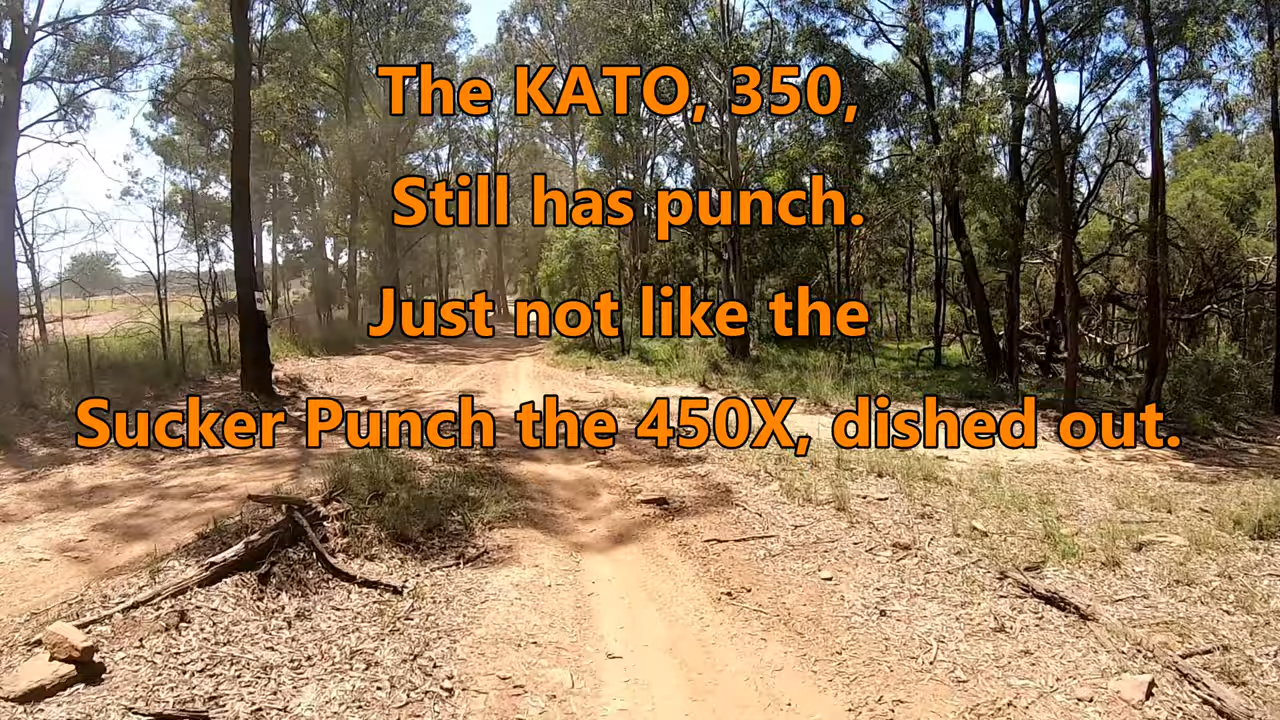 The KATO, 350,
Still has punch.
Just not like the
Sucker Punch the 450X, dished out.